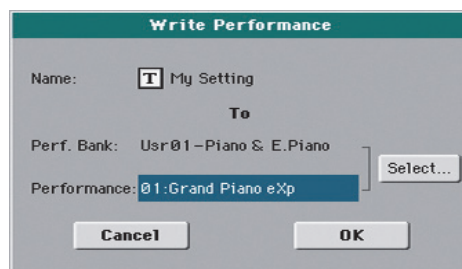 Write Performance
Name: T My Setting
To
Perf. Bank: Usr01-Piano & E.Piano
Select...
Performance: 01:Grand Piano eXp
Cancel OK